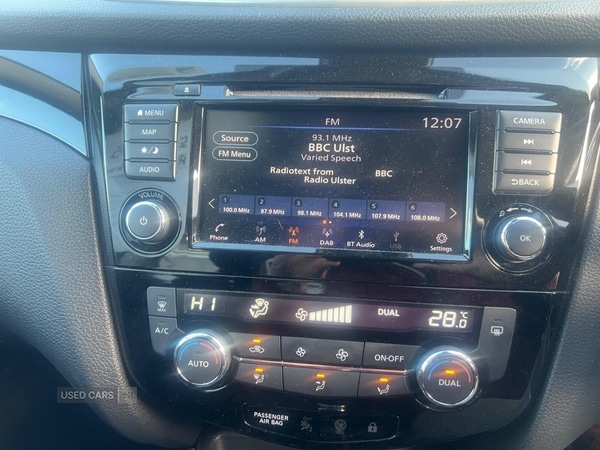 FM
12:07
MENU
MAP
AUDIO
VOLUME
Source
FM Menu
93.1 MHz
BBC Ulst
Varied Speech
Radiotext from BBC
Radio Ulster
1 2 3 4 5 6
100.0 MHz 87.9 MHz 98.1 MHz 104.1 MHz 107.9 MHz 108.0 MHz
Phone AM FM DAB BT Audio USB Settings
CAMERA
BACK
OK
MAX
A/C
HI
DUAL
28.0°C
AUTO
ON·OFF
DUAL
PASSENGER
AIR BAG
USED CARS NI